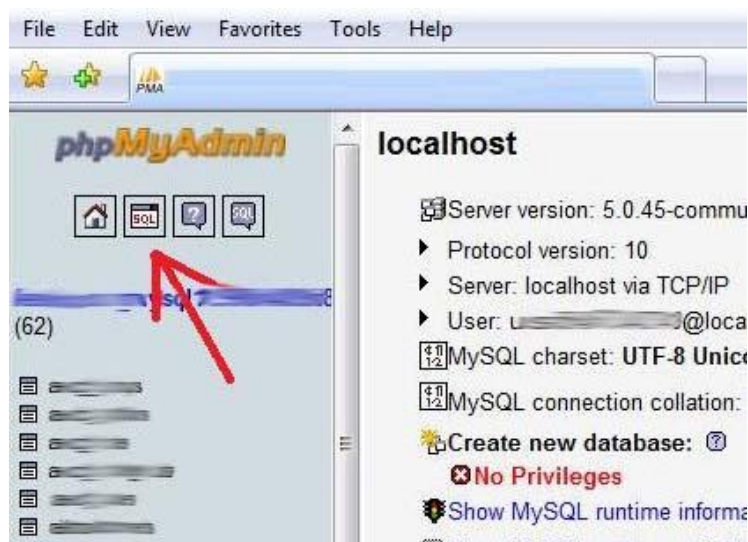 File Edit View Favorites Tools Help
PMA
phpMyAdmin
SQL ? SQL
(62)
localhost
Server version: 5.0.45-commu
Protocol version: 10
Server: localhost via TCP/IP
User: @loca
MySQL charset: UTF-8 Unico
MySQL connection collation:
Create new database: ?
No Privileges
Show MySQL runtime informa